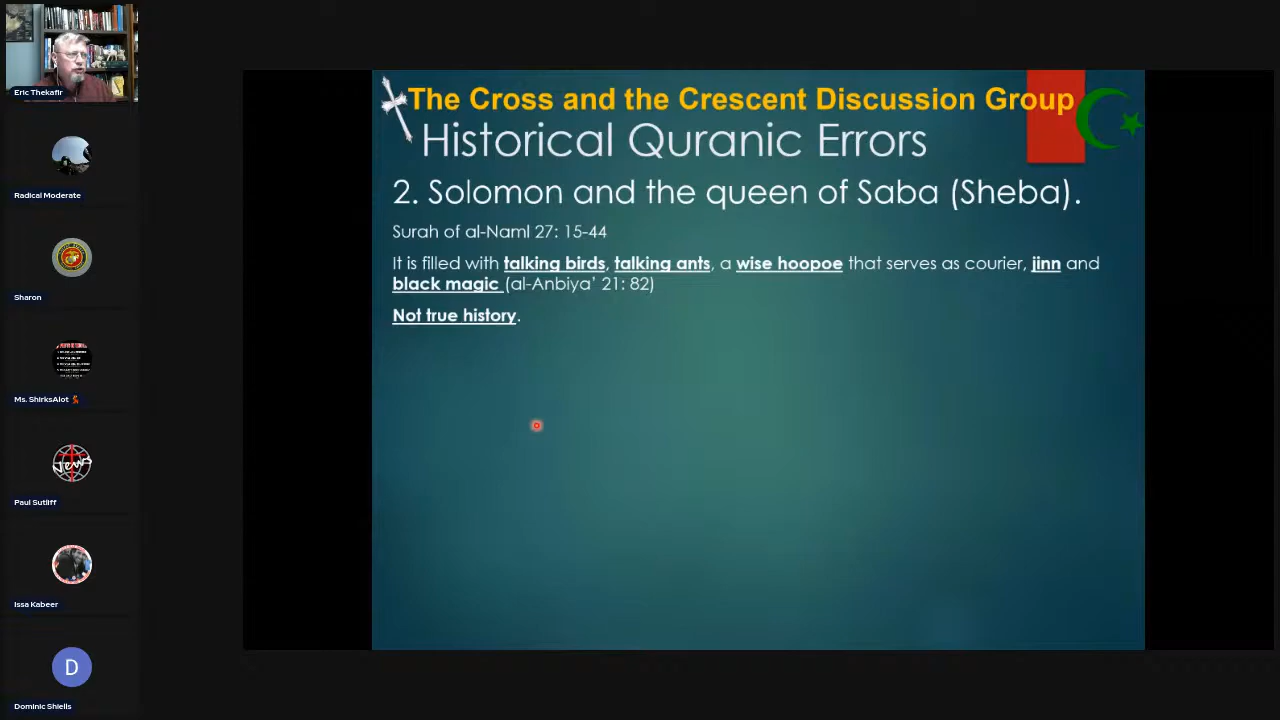 Eric Thekafir
Radical Moderate
Sharon
Ms. ShirksAlot 💃
Paul Sutliff
Issa Kabeer
D
Dominic Shiells
The Cross and the Crescent Discussion Group
Historical Quranic Errors
2. Solomon and the queen of Saba (Sheba).
Surah of al-Naml 27: 15-44
It is filled with talking birds, talking ants, a wise hoopoe that serves as courier, jinn and
black magic (al-Anbiya’ 21: 82)
Not true history.
News